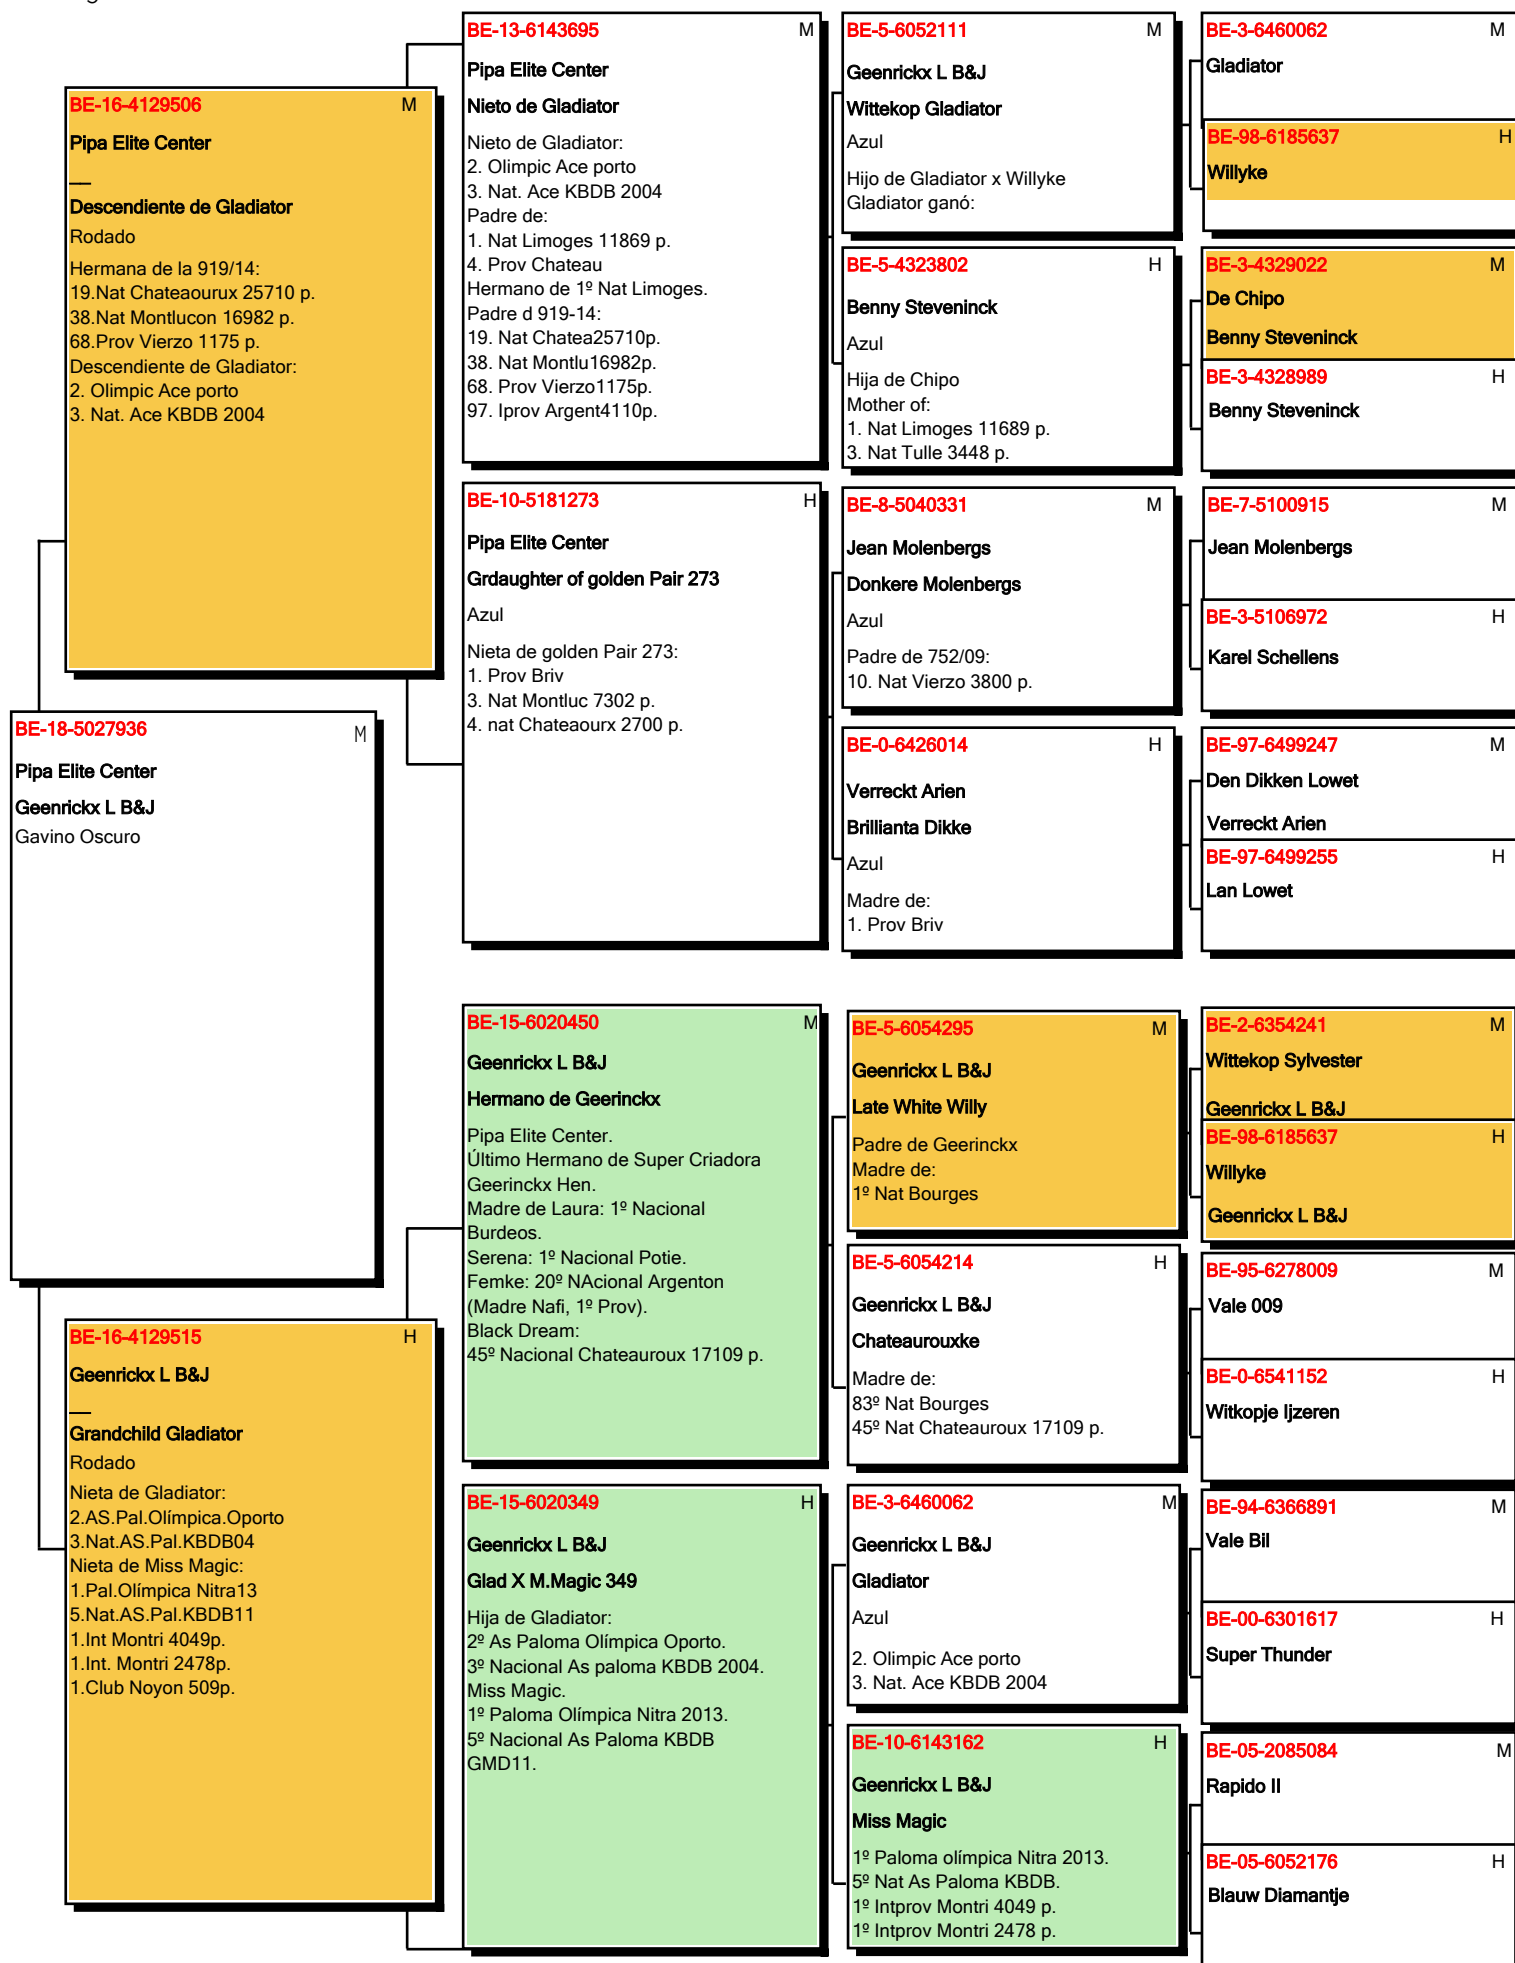 BE-18-5027936 M
Pipa Elite Center
Geenrickx L B&J
Gavino Oscuro
BE-16-4129506 M
Pipa Elite Center
__
Descendiente de Gladiator
Rodado
Hermana de la 919/14:
19.Nat Chateaourux 25710 p.
38.Nat Montlucon 16982 p.
68.Prov Vierzo 1175 p.
Descendiente de Gladiator:
2. Olimpic Ace porto
3. Nat. Ace KBDB 2004
BE-16-4129515 H
Geenrickx L B&J
__
Grandchild Gladiator
Rodado
Nieta de Gladiator:
2.AS.Pal.Olímpica.Oporto
3.Nat.AS.Pal.KBDB04
Nieta de Miss Magic:
1.Pal.Olímpica Nitra13
5.Nat.AS.Pal.KBDB11
1.Int Montri 4049p.
1.Int. Montri 2478p.
1.Club Noyon 509p.
BE-13-6143695 M
Pipa Elite Center
Nieto de Gladiator
Nieto de Gladiator:
2. Olimpic Ace porto
3. Nat. Ace KBDB 2004
Padre de:
1. Nat Limoges 11869 p.
4. Prov Chateau
Hermano de 1º Nat Limoges.
Padre d 919-14:
19. Nat Chatea25710p.
38. Nat Montlu16982p.
68. Prov Vierzo1175p.
97. Iprov Argent4110p.
BE-10-5181273 H
Pipa Elite Center
Grdaughter of golden Pair 273
Azul
Nieta de golden Pair 273:
1. Prov Briv
3. Nat Montluc 7302 p.
4. nat Chateaourx 2700 p.
BE-15-6020450 M
Geenrickx L B&J
Hermano de Geerinckx
Pipa Elite Center.
Último Hermano de Super Criadora
Geerinckx Hen.
Madre de Laura: 1º Nacional
Burdeos.
Serena: 1º Nacional Potie.
Femke: 20º NAcional Argenton
(Madre Nafi, 1º Prov).
Black Dream:
45º Nacional Chateauroux 17109 p.
BE-15-6020349 H
Geenrickx L B&J
Glad X M.Magic 349
Hija de Gladiator:
2º As Paloma Olímpica Oporto.
3º Nacional As paloma KBDB 2004.
Miss Magic.
1º Paloma Olímpica Nitra 2013.
5º Nacional As Paloma KBDB
GMD11.
BE-5-6052111 M
Geenrickx L B&J
Wittekop Gladiator
Azul
Hijo de Gladiator x Willyke
Gladiator ganó:
BE-5-4323802 H
Benny Steveninck
Azul
Hija de Chipo
Mother of:
1. Nat Limoges 11689 p.
3. Nat Tulle 3448 p.
BE-8-5040331 M
Jean Molenbergs
Donkere Molenbergs
Azul
Padre de 752/09:
10. Nat Vierzo 3800 p.
BE-0-6426014 H
Verreckt Arien
Brillianta Dikke
Azul
Madre de:
1. Prov Briv
BE-5-6054295 M
Geenrickx L B&J
Late White Willy
Padre de Geerinckx
Madre de:
1º Nat Bourges
BE-5-6054214 H
Geenrickx L B&J
Chateaurouxke
Madre de:
83º Nat Bourges
45º Nat Chateauroux 17109 p.
BE-3-6460062 M
Geenrickx L B&J
Gladiator
Azul
2. Olimpic Ace porto
3. Nat. Ace KBDB 2004
BE-10-6143162 H
Geenrickx L B&J
Miss Magic
1º Paloma olímpica Nitra 2013.
5º Nat As Paloma KBDB.
1º Intprov Montri 4049 p.
1º Intprov Montri 2478 p.
BE-3-6460062 M
Gladiator
BE-98-6185637 H
Willyke
BE-3-4329022 M
De Chipo
Benny Steveninck
BE-3-4328989 H
Benny Steveninck
BE-7-5100915 M
Jean Molenbergs
BE-3-5106972 H
Karel Schellens
BE-97-6499247 M
Den Dikken Lowet
Verreckt Arien
BE-97-6499255 H
Lan Lowet
BE-2-6354241 M
Wittekop Sylvester
Geenrickx L B&J
BE-98-6185637 H
Willyke
Geenrickx L B&J
BE-95-6278009 M
Vale 009
BE-0-6541152 H
Witkopje Ijzeren
BE-94-6366891 M
Vale Bil
BE-00-6301617 H
Super Thunder
BE-05-2085084 M
Rapido II
BE-05-6052176 H
Blauw Diamantje